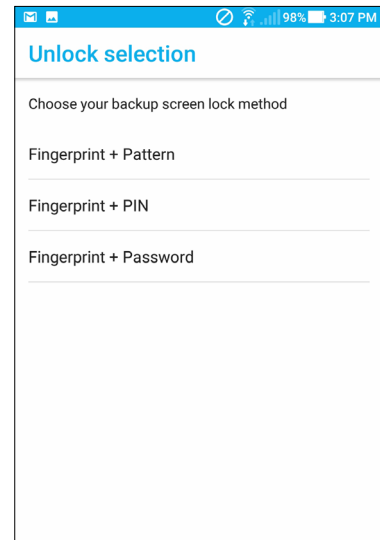 98% 3:07 PM
Unlock selection
Choose your backup screen lock method
Fingerprint + Pattern
Fingerprint + PIN
Fingerprint + Password